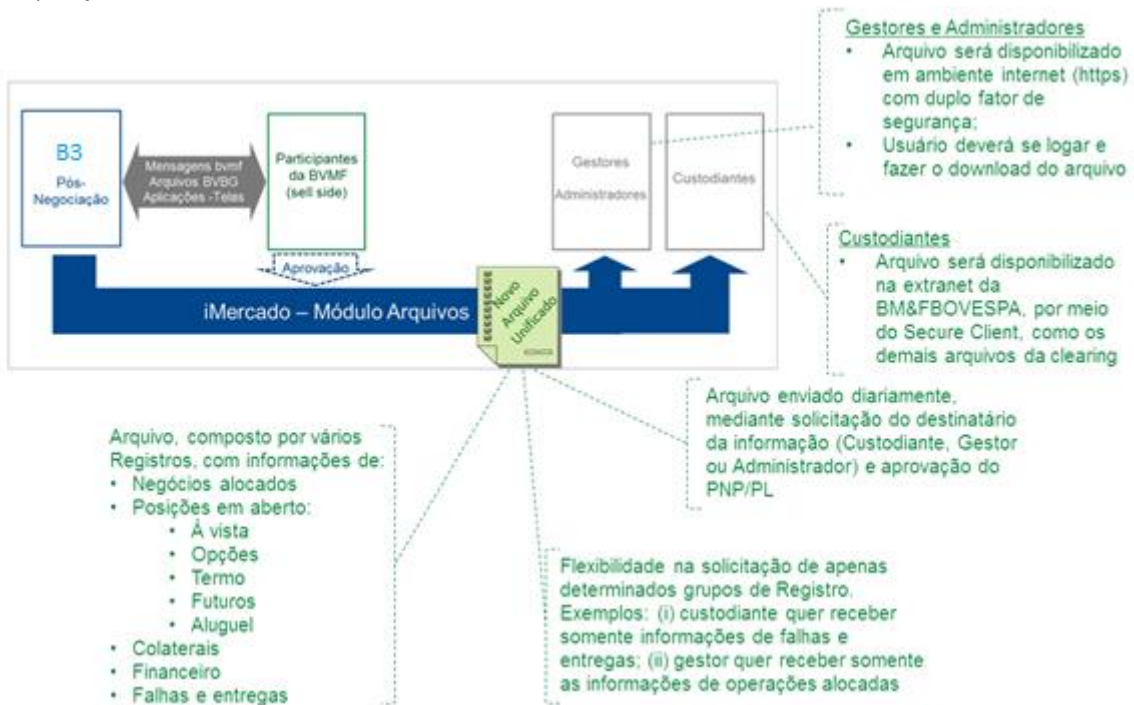 Gestores e Administradores
• Arquivo será disponibilizado
em ambiente internet (https)
com duplo fator de
segurança;
• Usuário deverá se logar e
fazer o download do arquivo
B3
Pós-
Negociação
Mensagens bvmf
Arquivos BVBG
Aplicações -Telas
Participantes
da BVMF
(sell side)
Gestores
Administradores
Custodiantes
Aprovação
iMercado – Módulo Arquivos
Novo
Arquivo
Unificado
Custodiantes
• Arquivo será disponibilizado
na extranet da
BM&FBOVESPA, por meio
do Secure Client, como os
demais arquivos da clearing
Arquivo enviado diariamente,
mediante solicitação do destinatário
da informação (Custodiante, Gestor
ou Administrador) e aprovação do
PNP/PL
Arquivo, composto por vários
Registros, com informações de:
• Negócios alocados
• Posições em aberto:
• À vista
• Opções
• Termo
• Futuros
• Aluguel
• Colaterais
• Financeiro
• Falhas e entregas
Flexibilidade na solicitação de apenas
determinados grupos de Registro.
Exemplos: (i) custodiante quer receber
somente informações de falhas e
entregas; (ii) gestor quer receber somente
as informações de operações alocadas